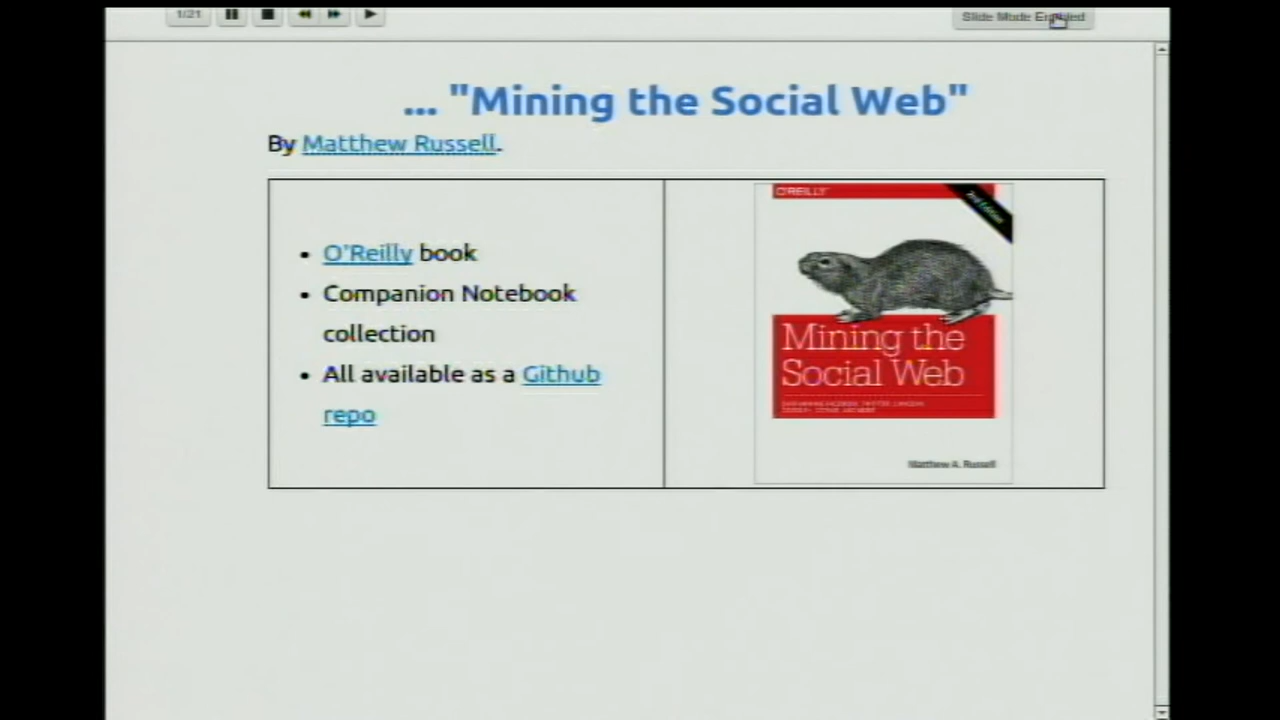 1/21
Slide Mode Enabled
... "Mining the Social Web"
By Matthew Russell.
O'Reilly book
Companion Notebook
collection
All available as a Github
repo
O'REILLY
2nd Edition
Mining the
Social Web
Matthew A. Russell